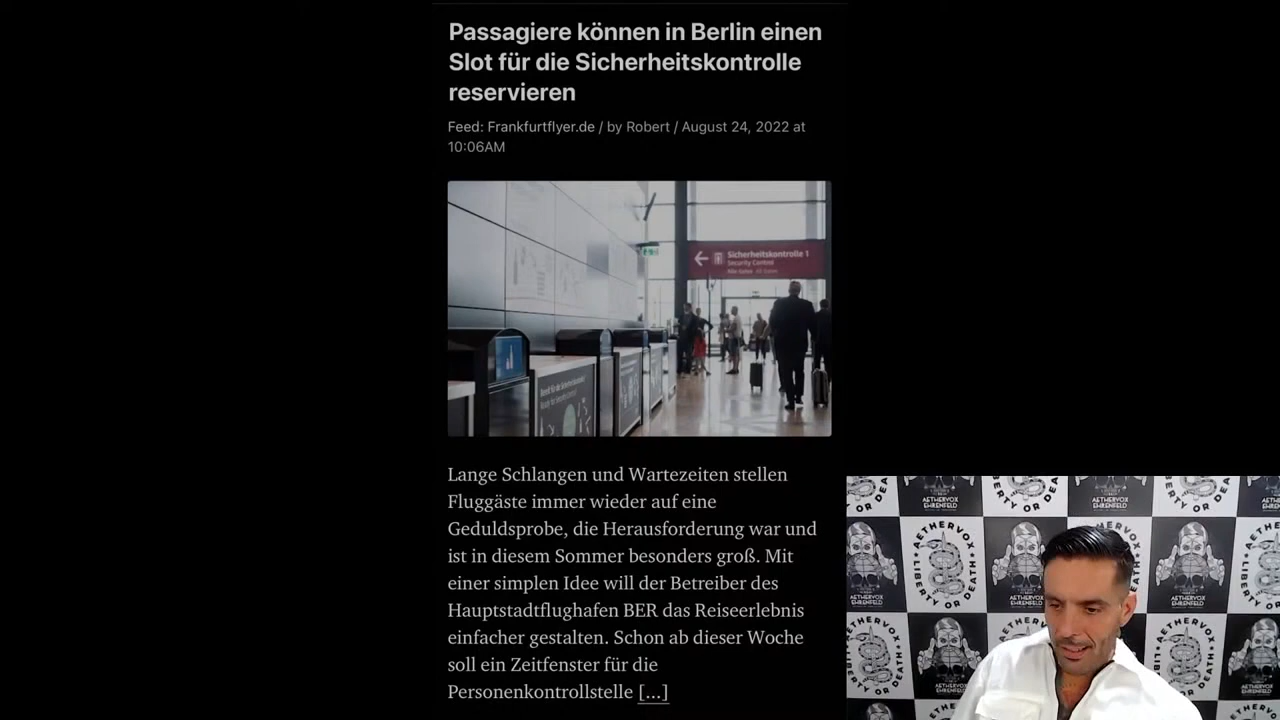 Passagiere können in Berlin einen
Slot für die Sicherheitskontrolle
reservieren
Feed: Frankfurtflyer.de / by Robert / August 24, 2022 at
10:06AM
Sicherheitskontrolle 1
Security Control
Lange Schlangen und Wartezeiten stellen
Fluggäste immer wieder auf eine
Geduldsprobe, die Herausforderung war und
ist in diesem Sommer besonders groß. Mit
einer simplen Idee will der Betreiber des
Hauptstadtflughafen BER das Reiseerlebnis
einfacher gestalten. Schon ab dieser Woche
soll ein Zeitfenster für die
Personenkontrollstelle [...]
AETHERVOX
EHRENFELD
AETHERVOX
LIBERTY OR DEATH